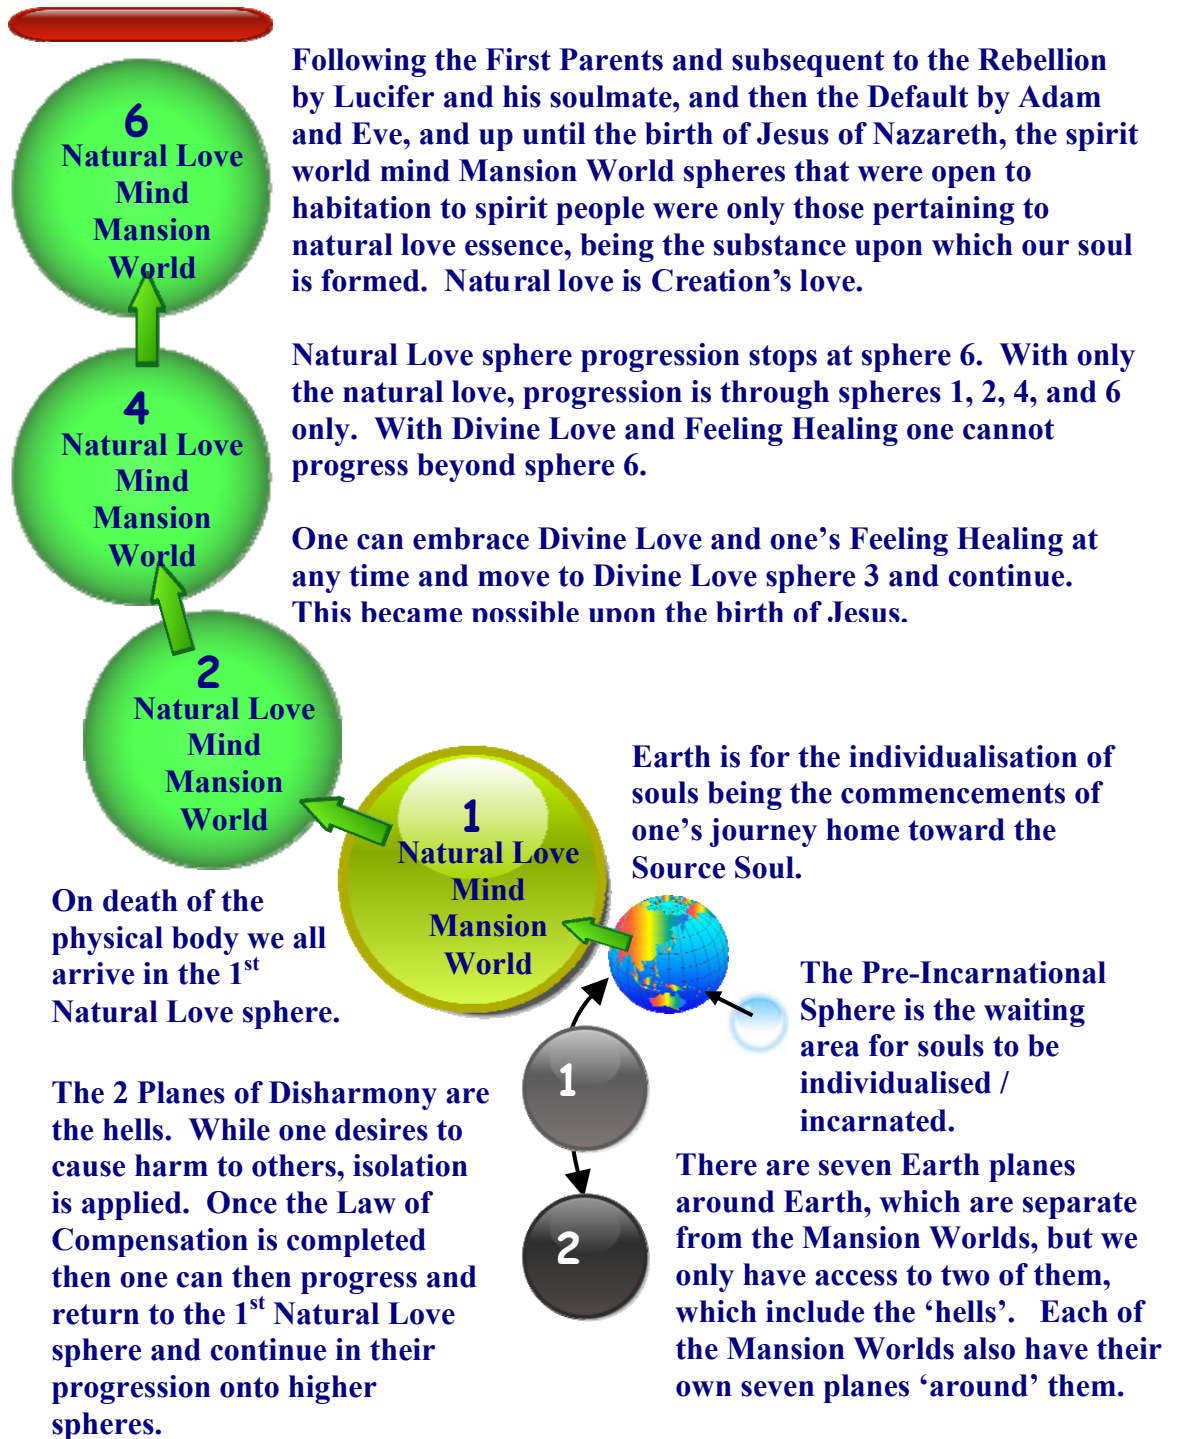 Following the First Parents and subsequent to the Rebellion
by Lucifer and his soulmate, and then the Default by Adam
and Eve, and up until the birth of Jesus of Nazareth, the spirit
world mind Mansion World spheres that were open to
habitation to spirit people were only those pertaining to
natural love essence, being the substance upon which our soul
is formed.  Natural love is Creation’s love.
Natural Love sphere progression stops at sphere 6.  With only
the natural love, progression is through spheres 1, 2, 4, and 6
only.  With Divine Love and Feeling Healing one cannot
progress beyond sphere 6.
One can embrace Divine Love and one’s Feeling Healing at
any time and move to Divine Love sphere 3 and continue.
This became possible upon the birth of Jesus.
6
Natural Love
Mind
Mansion
World
4
Natural Love
Mind
Mansion
World
2
Natural Love
Mind
Mansion
World
1
Natural Love
Mind
Mansion
World
Earth is for the individualisation of
souls being the commencements of
one’s journey home toward the
Source Soul.
On death of the
physical body we all
arrive in the 1st
Natural Love sphere.
The Pre-Incarnational
Sphere is the waiting
area for souls to be
individualised /
incarnated.
1
2
The 2 Planes of Disharmony are
the hells.  While one desires to
cause harm to others, isolation
is applied.  Once the Law of
Compensation is completed
then one can then progress and
return to the 1st Natural Love
sphere and continue in their
progression onto higher
spheres.
There are seven Earth planes
around Earth, which are separate
from the Mansion Worlds, but we
only have access to two of them,
which include the ‘hells’.   Each of
the Mansion Worlds also have their
own seven planes ‘around’ them.